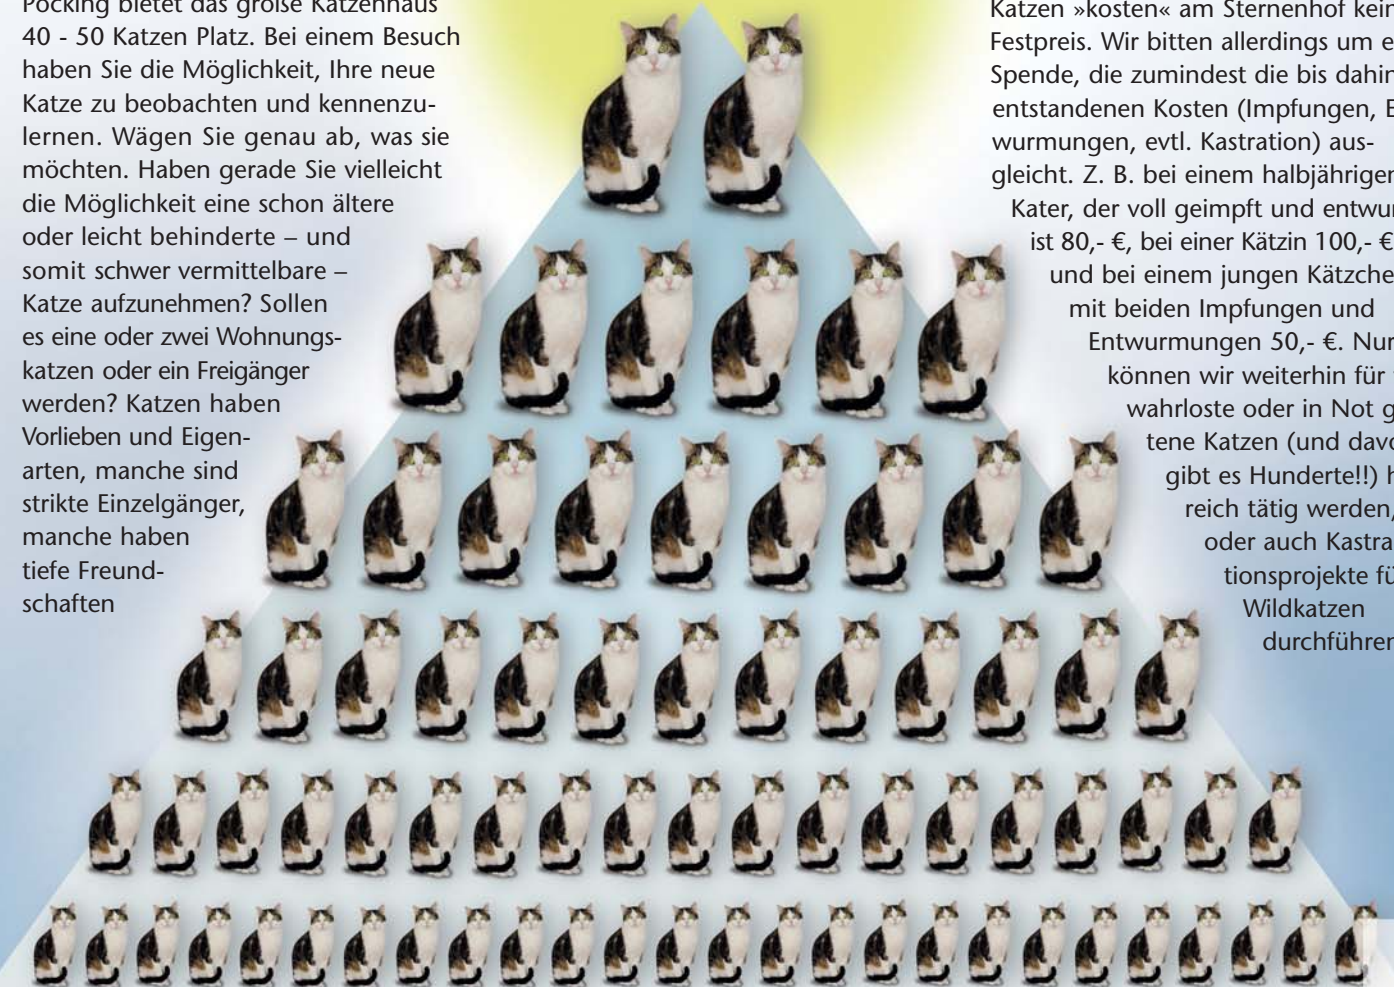 Pocking bietet das große Katzenhaus
40 - 50 Katzen Platz. Bei einem Besuch
haben Sie die Möglichkeit, Ihre neue
Katze zu beobachten und kennenzu-
lernen. Wägen Sie genau ab, was sie
möchten. Haben gerade Sie vielleicht
die Möglichkeit eine schon ältere
oder leicht behinderte – und
somit schwer vermittelbare –
Katze aufzunehmen? Sollen
es eine oder zwei Wohnungs-
katzen oder ein Freigänger
werden? Katzen haben
Vorlieben und Eigen-
arten, manche sind
strikte Einzelgänger,
manche haben
tiefe Freund-
schaften
Katzen »kosten« am Sternenhof kein
Festpreis. Wir bitten allerdings um e
Spende, die zumindest die bis dahin
entstandenen Kosten (Impfungen, E
wurmungen, evtl. Kastration) aus-
gleicht. Z. B. bei einem halbjährigen
Kater, der voll geimpft und entwur
ist 80,- €, bei einer Kätzin 100,- €
und bei einem jungen Kätzche
mit beiden Impfungen und
Entwurmungen 50,- €. Nur
können wir weiterhin für
wahrloste oder in Not g
tene Katzen (und davo
gibt es Hunderte!!) h
reich tätig werden,
oder auch Kastra
tionsprojekte fü
Wildkatzen
durchführen